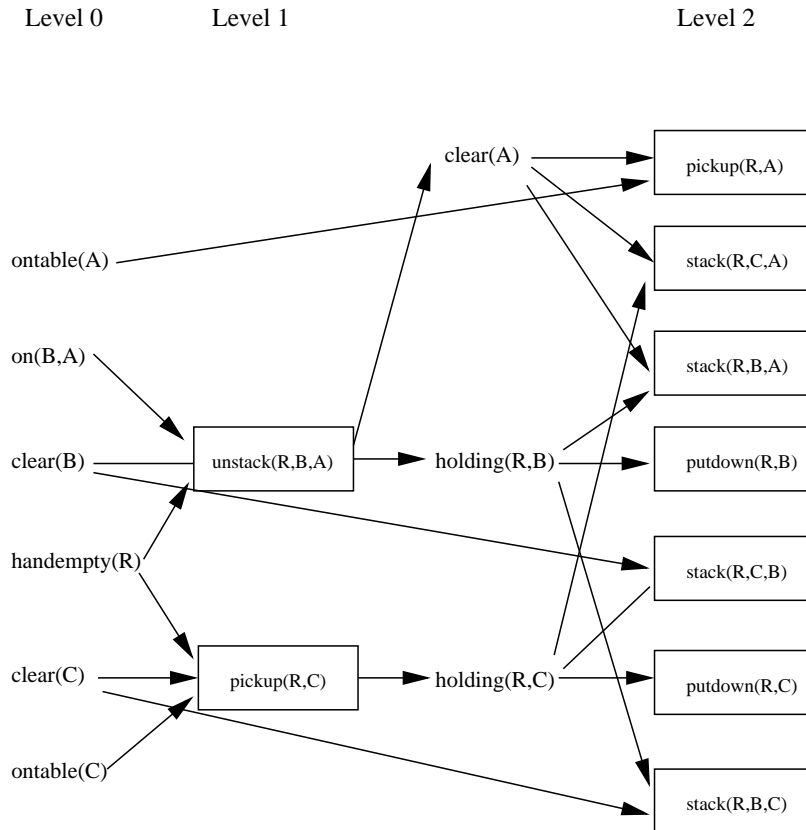 Level 0
Level 1
Level 2
clear(A)
pickup(R,A)
ontable(A)
stack(R,C,A)
on(B,A)
stack(R,B,A)
clear(B)
unstack(R,B,A)
holding(R,B)
putdown(R,B)
handempty(R)
stack(R,C,B)
clear(C)
pickup(R,C)
holding(R,C)
putdown(R,C)
ontable(C)
stack(R,B,C)